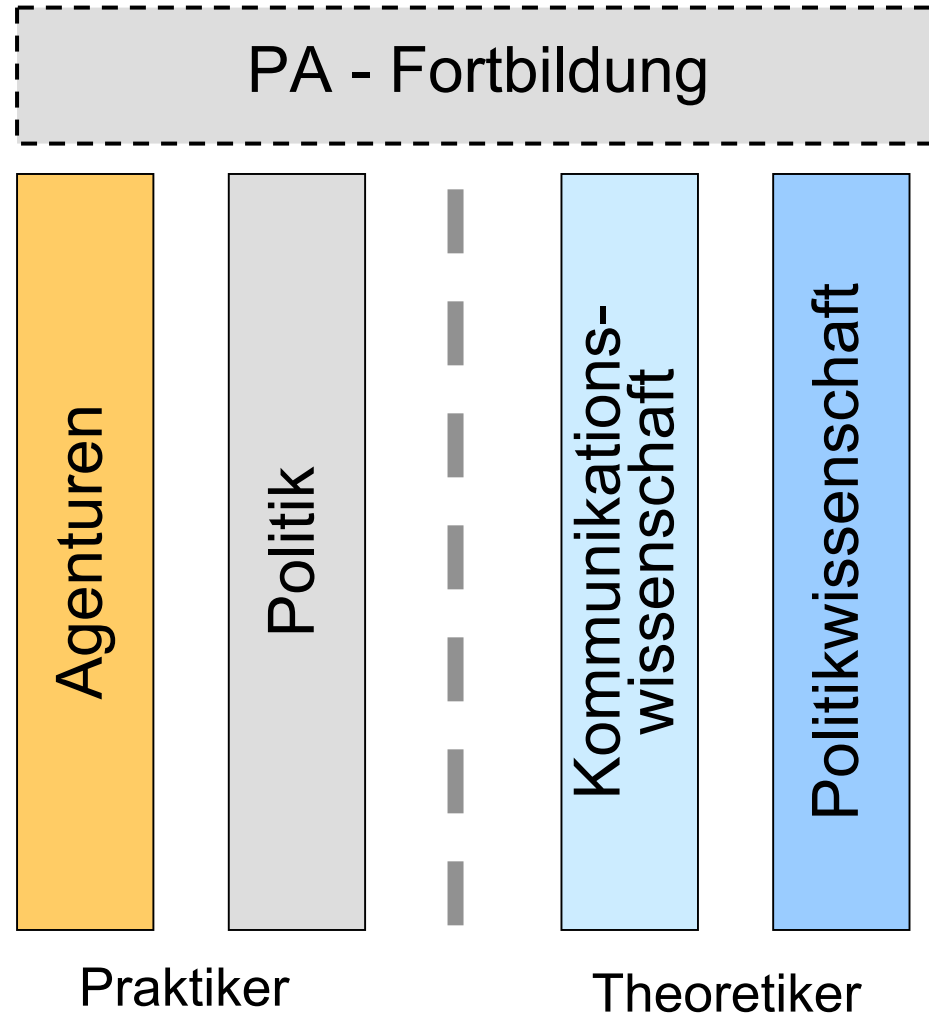 PA - Fortbildung
Agenturen
Politik
Kommunikations-
wissenschaft
Politikwissenschaft
Praktiker
Theoretiker